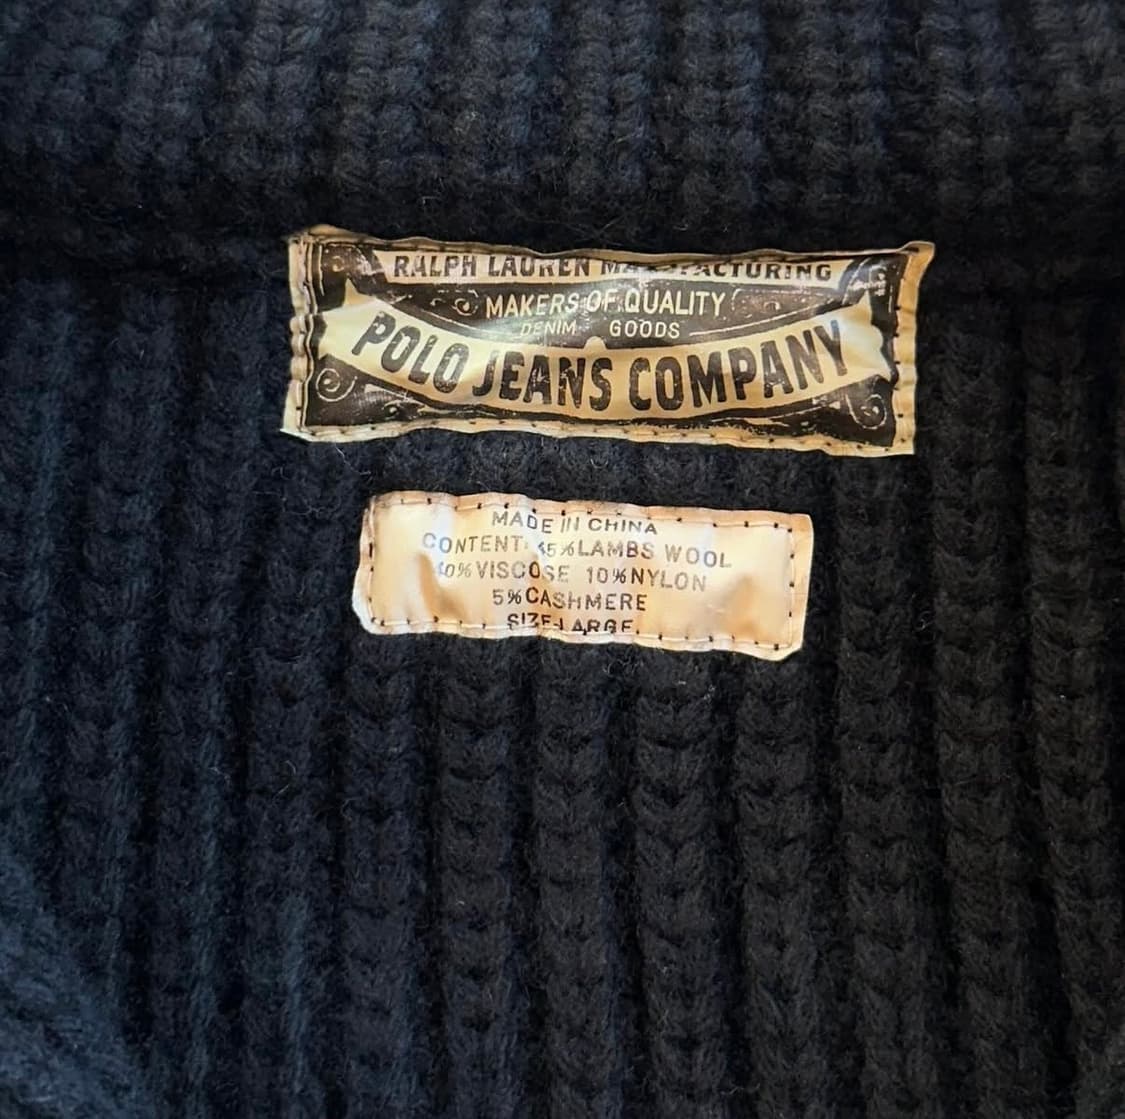 RALPH LAUREN MANUFACTURING
MAKERS OF QUALITY
DENIM GOODS
POLO JEANS COMPANY
MADE IN CHINA
CONTENT: 45% LAMBS WOOL
40% VISCOSE 10% NYLON
5% CASHMERE
SIZE-LARGE